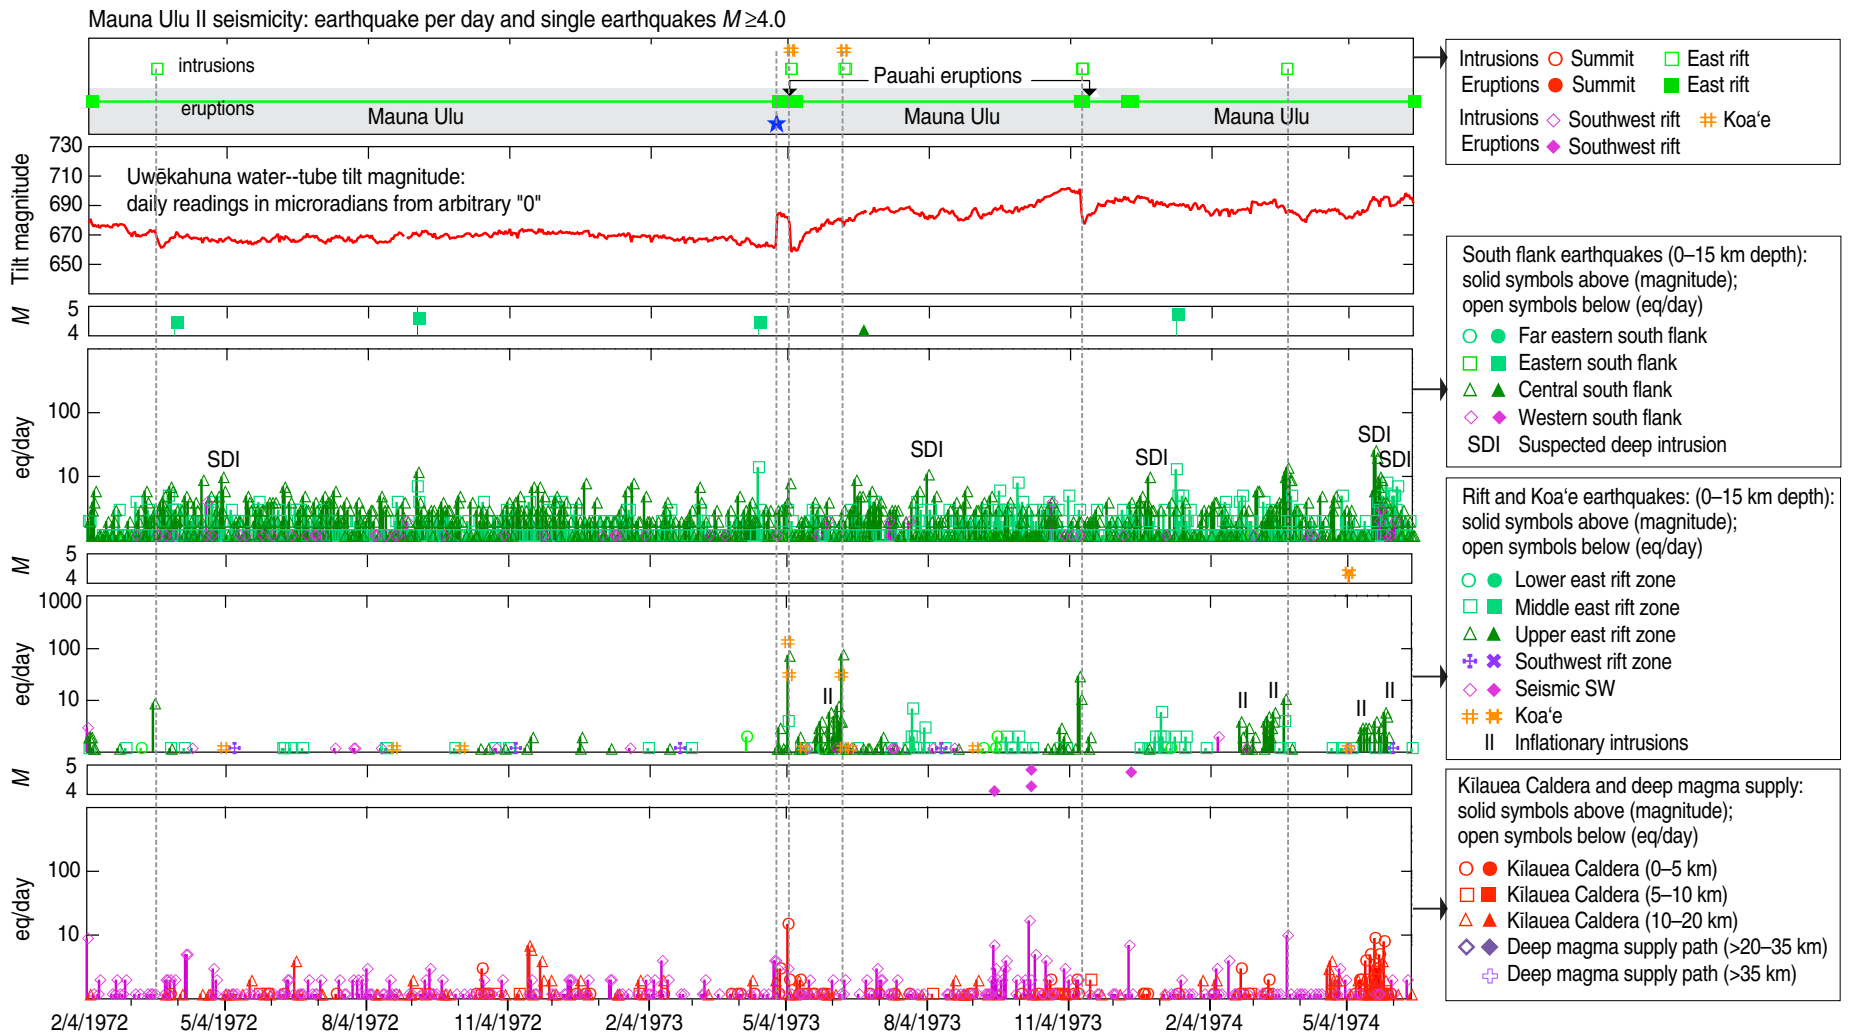 Mauna Ulu II seismicity: earthquake per day and single earthquakes M ≥4.0
intrusions
Pauahi eruptions
eruptions
Mauna Ulu
Mauna Ulu
Mauna Ulu
Intrusions Summit East rift
Eruptions Summit East rift
Intrusions Southwest rift Koa‘e
Eruptions Southwest rift
Tilt magnitude
730
710
690
670
650
Uwēkahuna water--tube tilt magnitude:
daily readings in microradians from arbitrary "0"
M
5
4
eq/day
100
10
SDI
SDI
SDI
SDI
SDI
South flank earthquakes (0–15 km depth):
solid symbols above (magnitude);
open symbols below (eq/day)
Far eastern south flank
Eastern south flank
Central south flank
Western south flank
SDI Suspected deep intrusion
M
5
4
eq/day
1000
100
10
II
II
II
II
II
Rift and Koa‘e earthquakes: (0–15 km depth):
solid symbols above (magnitude);
open symbols below (eq/day)
Lower east rift zone
Middle east rift zone
Upper east rift zone
Southwest rift zone
Seismic SW
Koa‘e
II Inflationary intrusions
M
5
4
eq/day
100
10
Kīlauea Caldera and deep magma supply:
solid symbols above (magnitude);
open symbols below (eq/day)
Kīlauea Caldera (0–5 km)
Kīlauea Caldera (5–10 km)
Kīlauea Caldera (10–20 km)
Deep magma supply path (>20–35 km)
Deep magma supply path (>35 km)
2/4/1972 5/4/1972 8/4/1972 11/4/1972 2/4/1973 5/4/1973 8/4/1973 11/4/1973 2/4/1974 5/4/1974